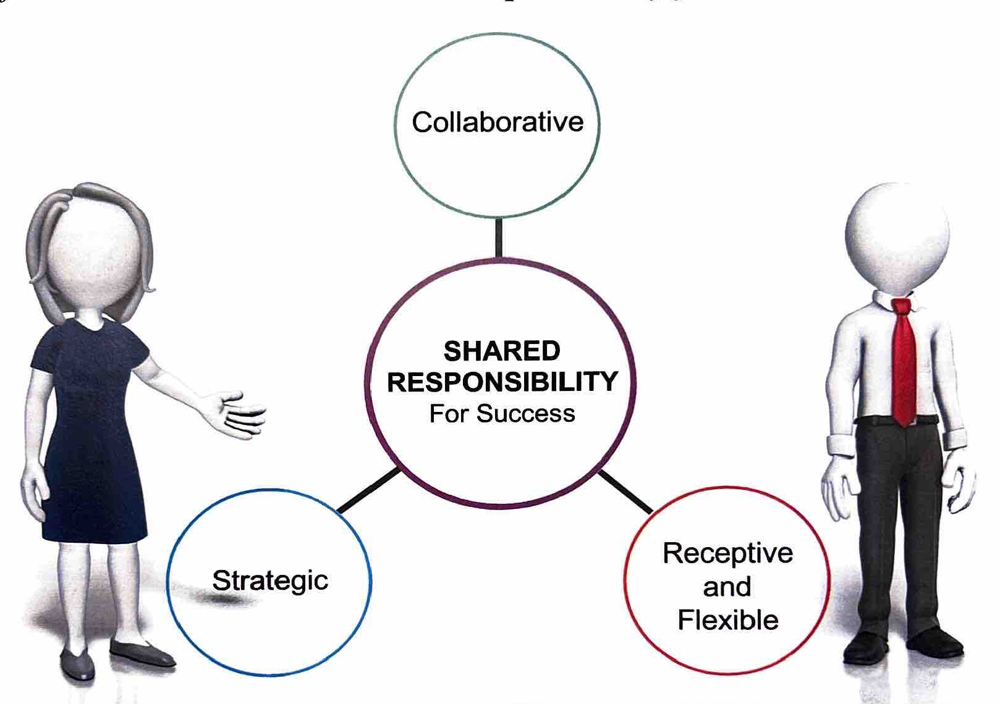 Collaborative
SHARED
RESPONSIBILITY
For Success
Strategic
Receptive
and
Flexible